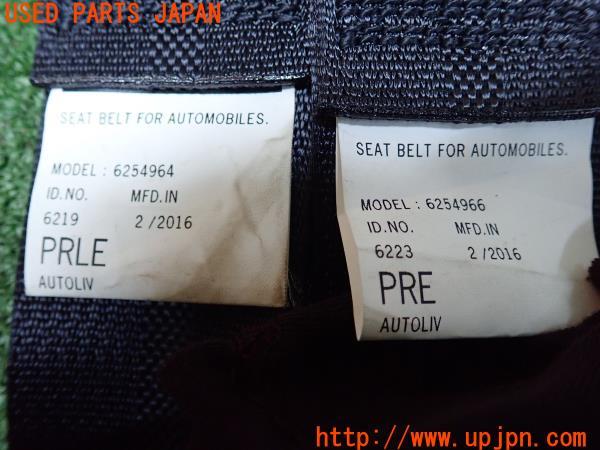 USED PARTS JAPAN
SEAT BELT FOR AUTOMOBILES.
MODEL : 6254964
ID.NO. MFD.IN
6219 2/2016
PRLE
AUTOLIV
SEAT BELT FOR AUTOMOBILES.
MODEL : 6254966
ID.NO. MFD.IN
6223 2/2016
PRE
AUTOLIV
http://www.upjpn.com/